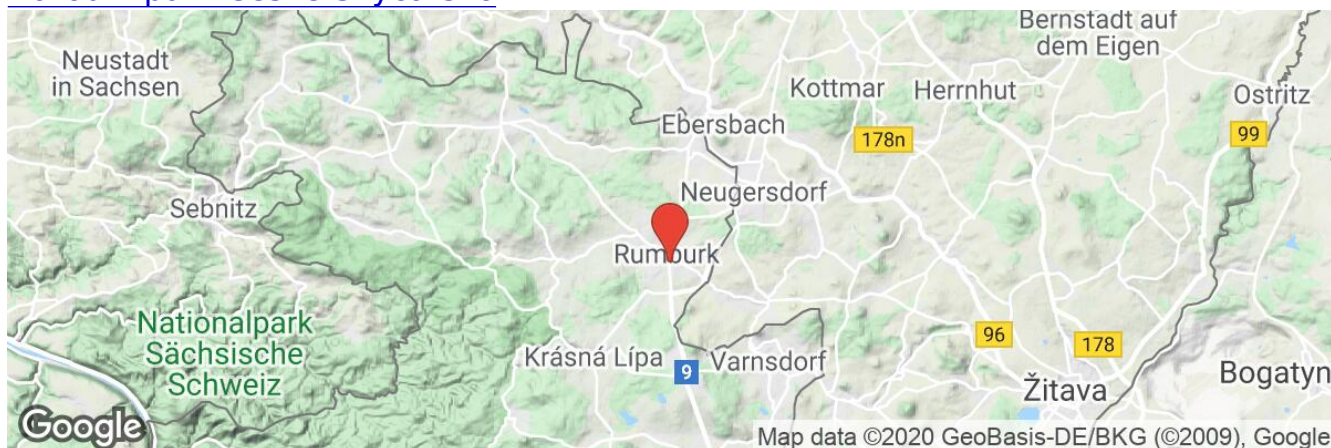 Bernstadt auf
dem Eigen
Neustadt
in Sachsen
Kottmar
Herrnhut
Ostritz
Ebersbach
178n
99
Neugersdorf
Sebnitz
Rumburk
Nationalpark
Sächsische
Schweiz
Krásná Lípa
9
Varnsdorf
96
178
Žitava
Bogatyn
Google
Map data ©2020 GeoBasis-DE/BKG (©2009), Google